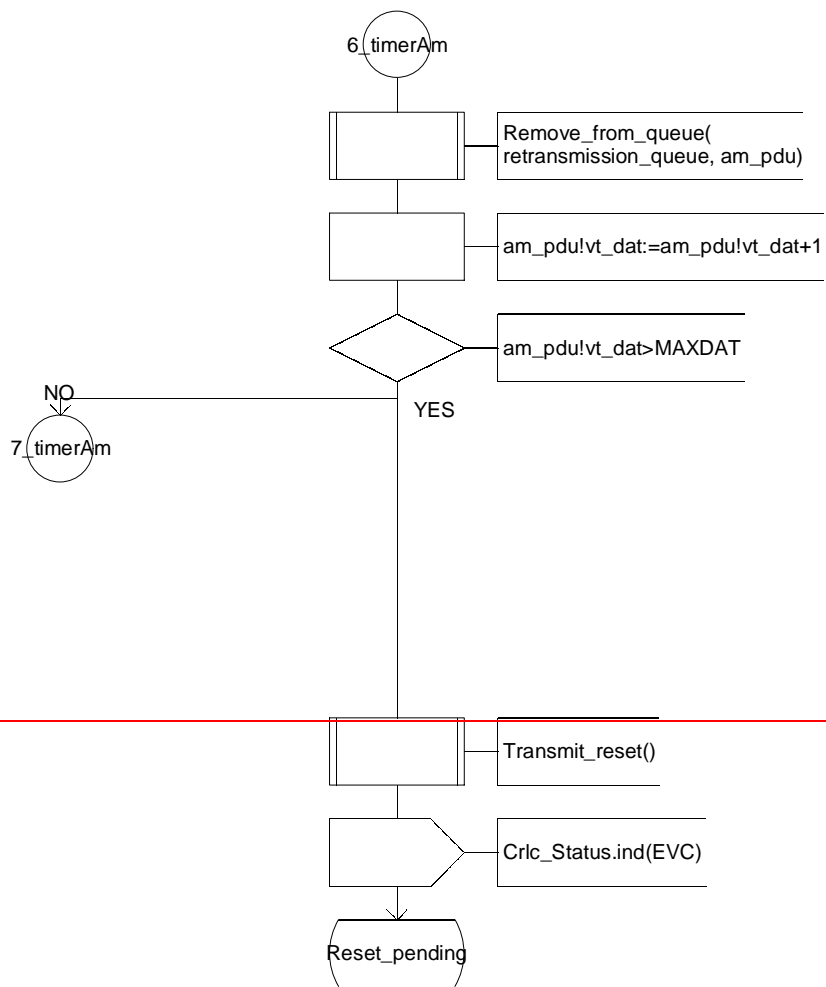 6_timerAm
Remove_from_queue(
retransmission_queue, am_pdu)
am_pdu!vt_dat:=am_pdu!vt_dat+1
am_pdu!vt_dat>MAXDAT
NO
YES
7_timerAm
Transmit_reset()
Crlc_Status.ind(EVC)
Reset_pending